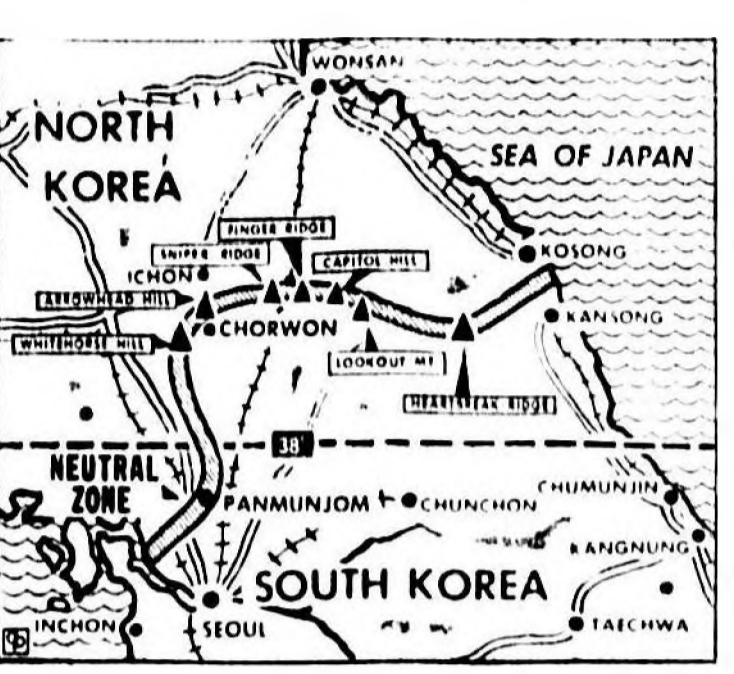 WONSAN
NORTH
KOREA
SEA OF JAPAN
FINGER RIDGE
SNIPER RIDGE
CAPITOL HILL
KOSONG
ICHON
ARROWHEAD HILL
CHORWON
KANSONG
WHITEHORSE HILL
LOOKOUT MT
HEARTBREAK RIDGE
38°
NEUTRAL
ZONE
PANMUNJOM
CHUNCHON
CHUMUNJIN
KANGNUNG
SOUTH KOREA
INCHON
SEOUL
TAECHWA